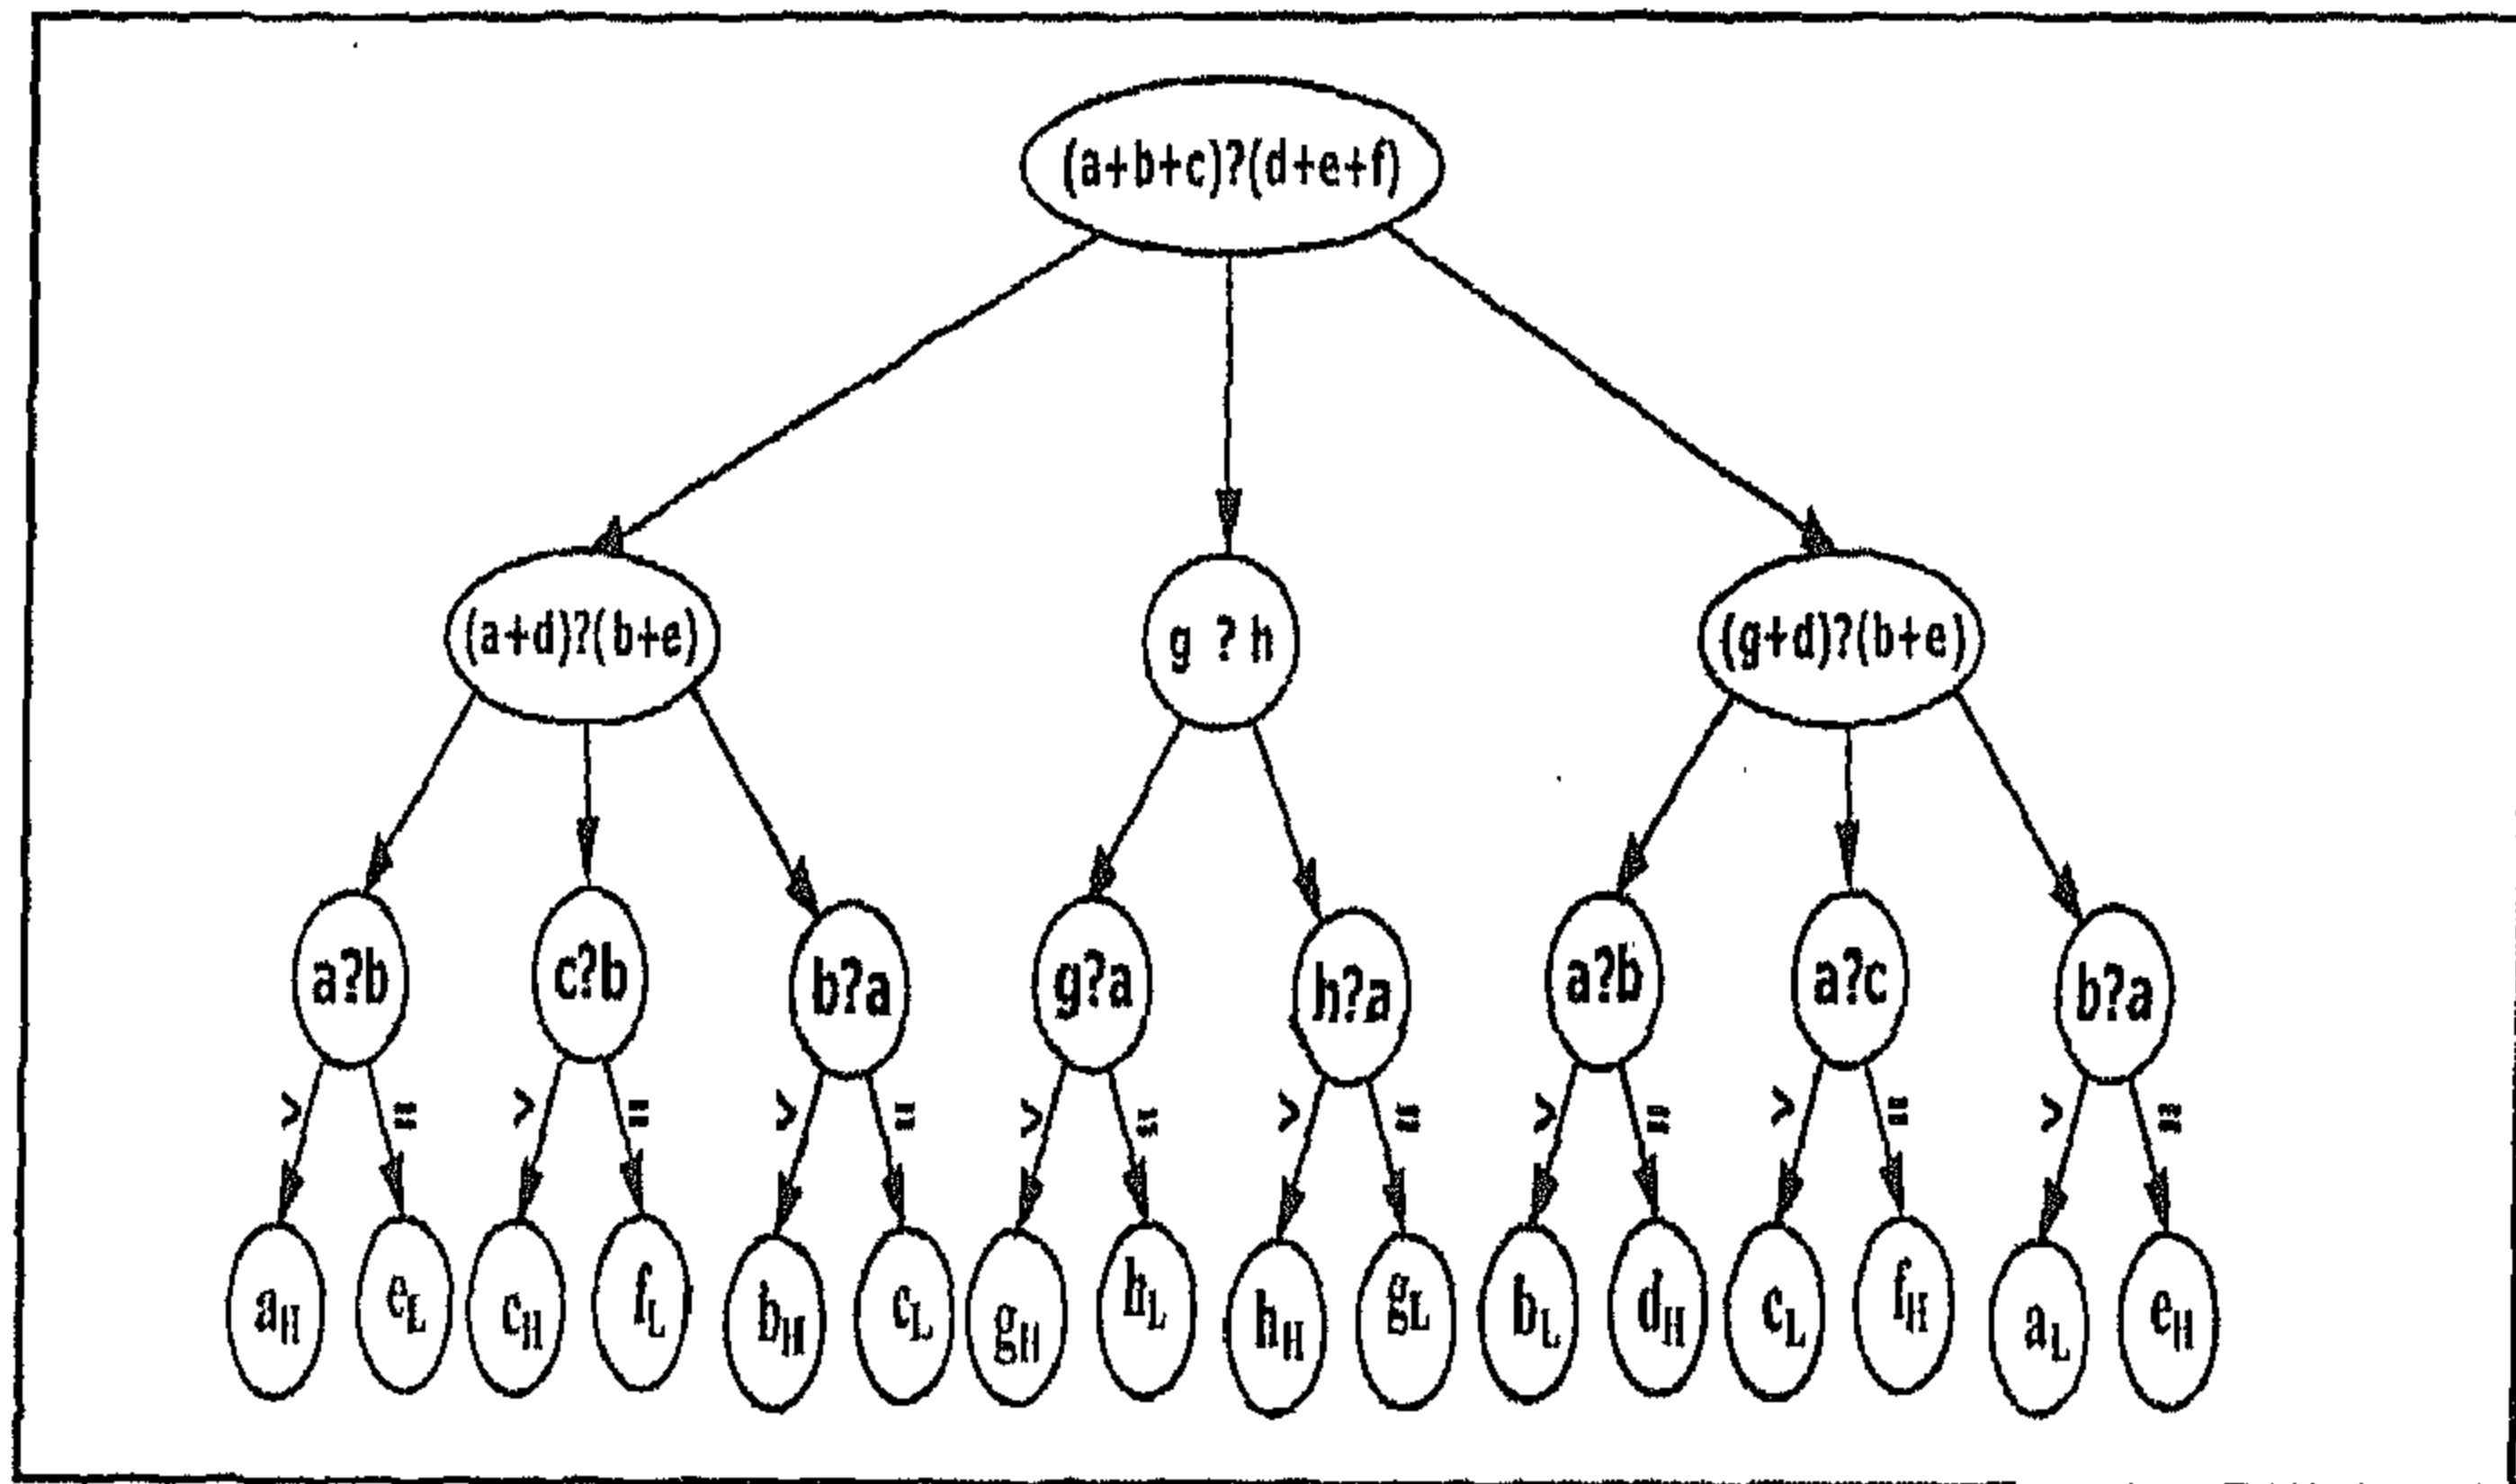 (a+b+c)?(d+e+f)
(a+d)?(b+e) g ? h (g+d)?(b+e)
a?b c?b b?a g?a h?a a?b a?c b?a
> = > = > = > = > = > = > = > =
aH eL cH fL bH cL gH hL hH gL bL dH cL fH aL eH